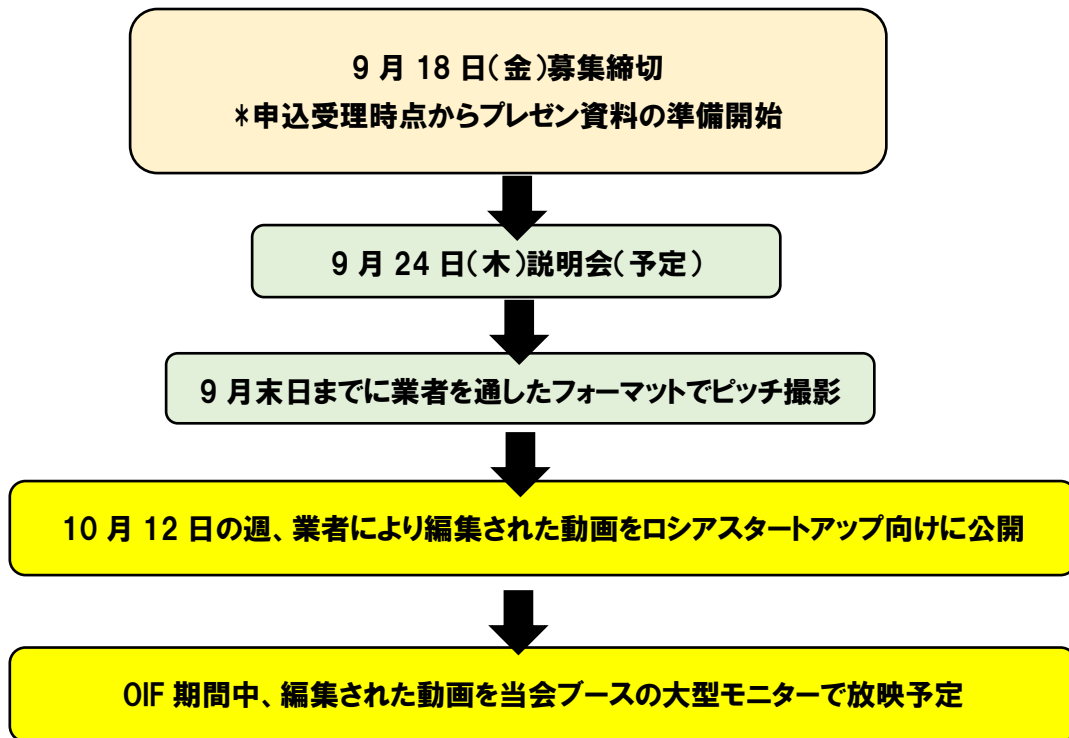 9 月 18 日（金）募集締切
*申込受理時点からプレゼン資料の準備開始
9 月 24 日（木）説明会（予定）
9 月末日までに業者を通したフォーマットでピッチ撮影
10 月 12 日の週、業者により編集された動画をロシアスタートアップ向けに公開
OIF 期間中、編集された動画を当会ブースの大型モニターで放映予定